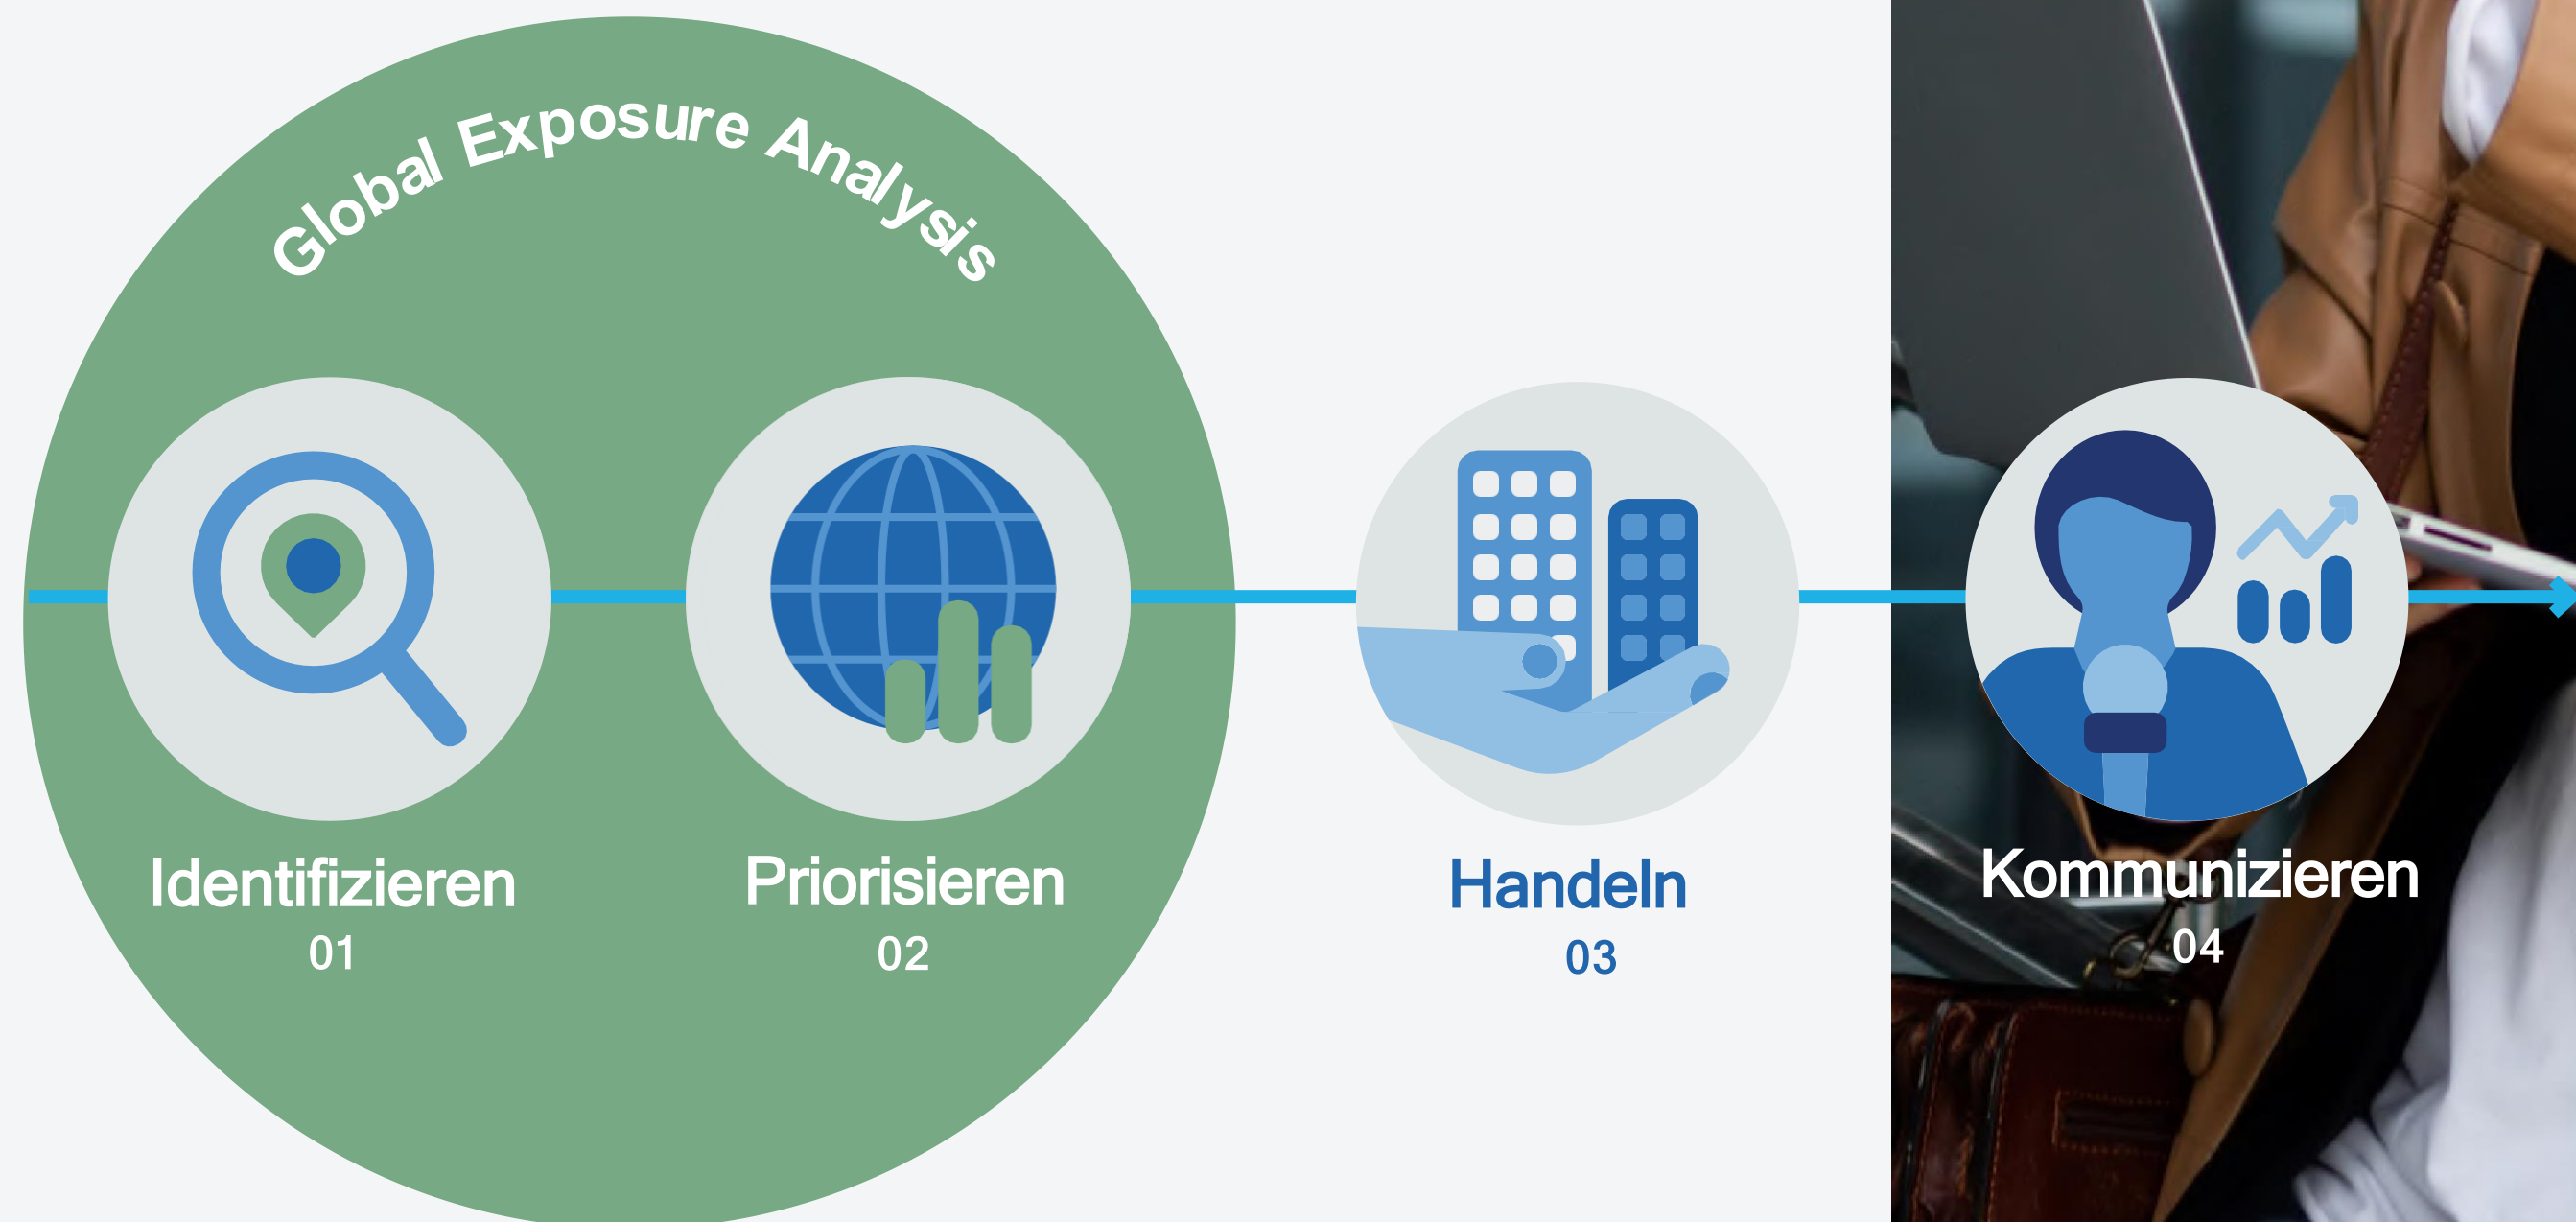 Global Exposure Analysis
Identifizieren
01
Priorisieren
02
Handeln
03
Kommunizieren
04